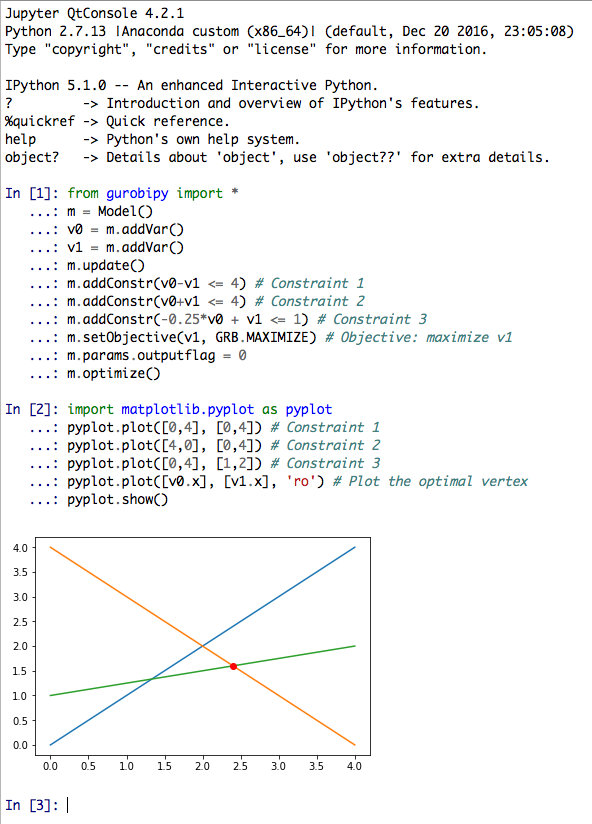 Jupyter QtConsole 4.2.1
Python 2.7.13 |Anaconda custom (x86_64)| (default, Dec 20 2016, 23:05:08)
Type "copyright", "credits" or "license" for more information.
IPython 5.1.0 -- An enhanced Interactive Python.
?         -> Introduction and overview of IPython's features.
%quickref -> Quick reference.
help      -> Python's own help system.
object?   -> Details about 'object', use 'object??' for extra details.
In [1]: from gurobipy import *
   ...: m = Model()
   ...: v0 = m.addVar()
   ...: v1 = m.addVar()
   ...: m.update()
   ...: m.addConstr(v0-v1 <= 4) # Constraint 1
   ...: m.addConstr(v0+v1 <= 4) # Constraint 2
   ...: m.addConstr(-0.25*v0 + v1 <= 1) # Constraint 3
   ...: m.setObjective(v1, GRB.MAXIMIZE) # Objective: maximize v1
   ...: m.params.outputflag = 0
   ...: m.optimize()
In [2]: import matplotlib.pyplot as pyplot
   ...: pyplot.plot([0,4], [0,4]) # Constraint 1
   ...: pyplot.plot([4,0], [0,4]) # Constraint 2
   ...: pyplot.plot([0,4], [1,2]) # Constraint 3
   ...: pyplot.plot([v0.x], [v1.x], 'ro') # Plot the optimal vertex
   ...: pyplot.show()
4.0
3.5
3.0
2.5
2.0
1.5
1.0
0.5
0.0
0.0 0.5 1.0 1.5 2.0 2.5 3.0 3.5 4.0
In [3]: